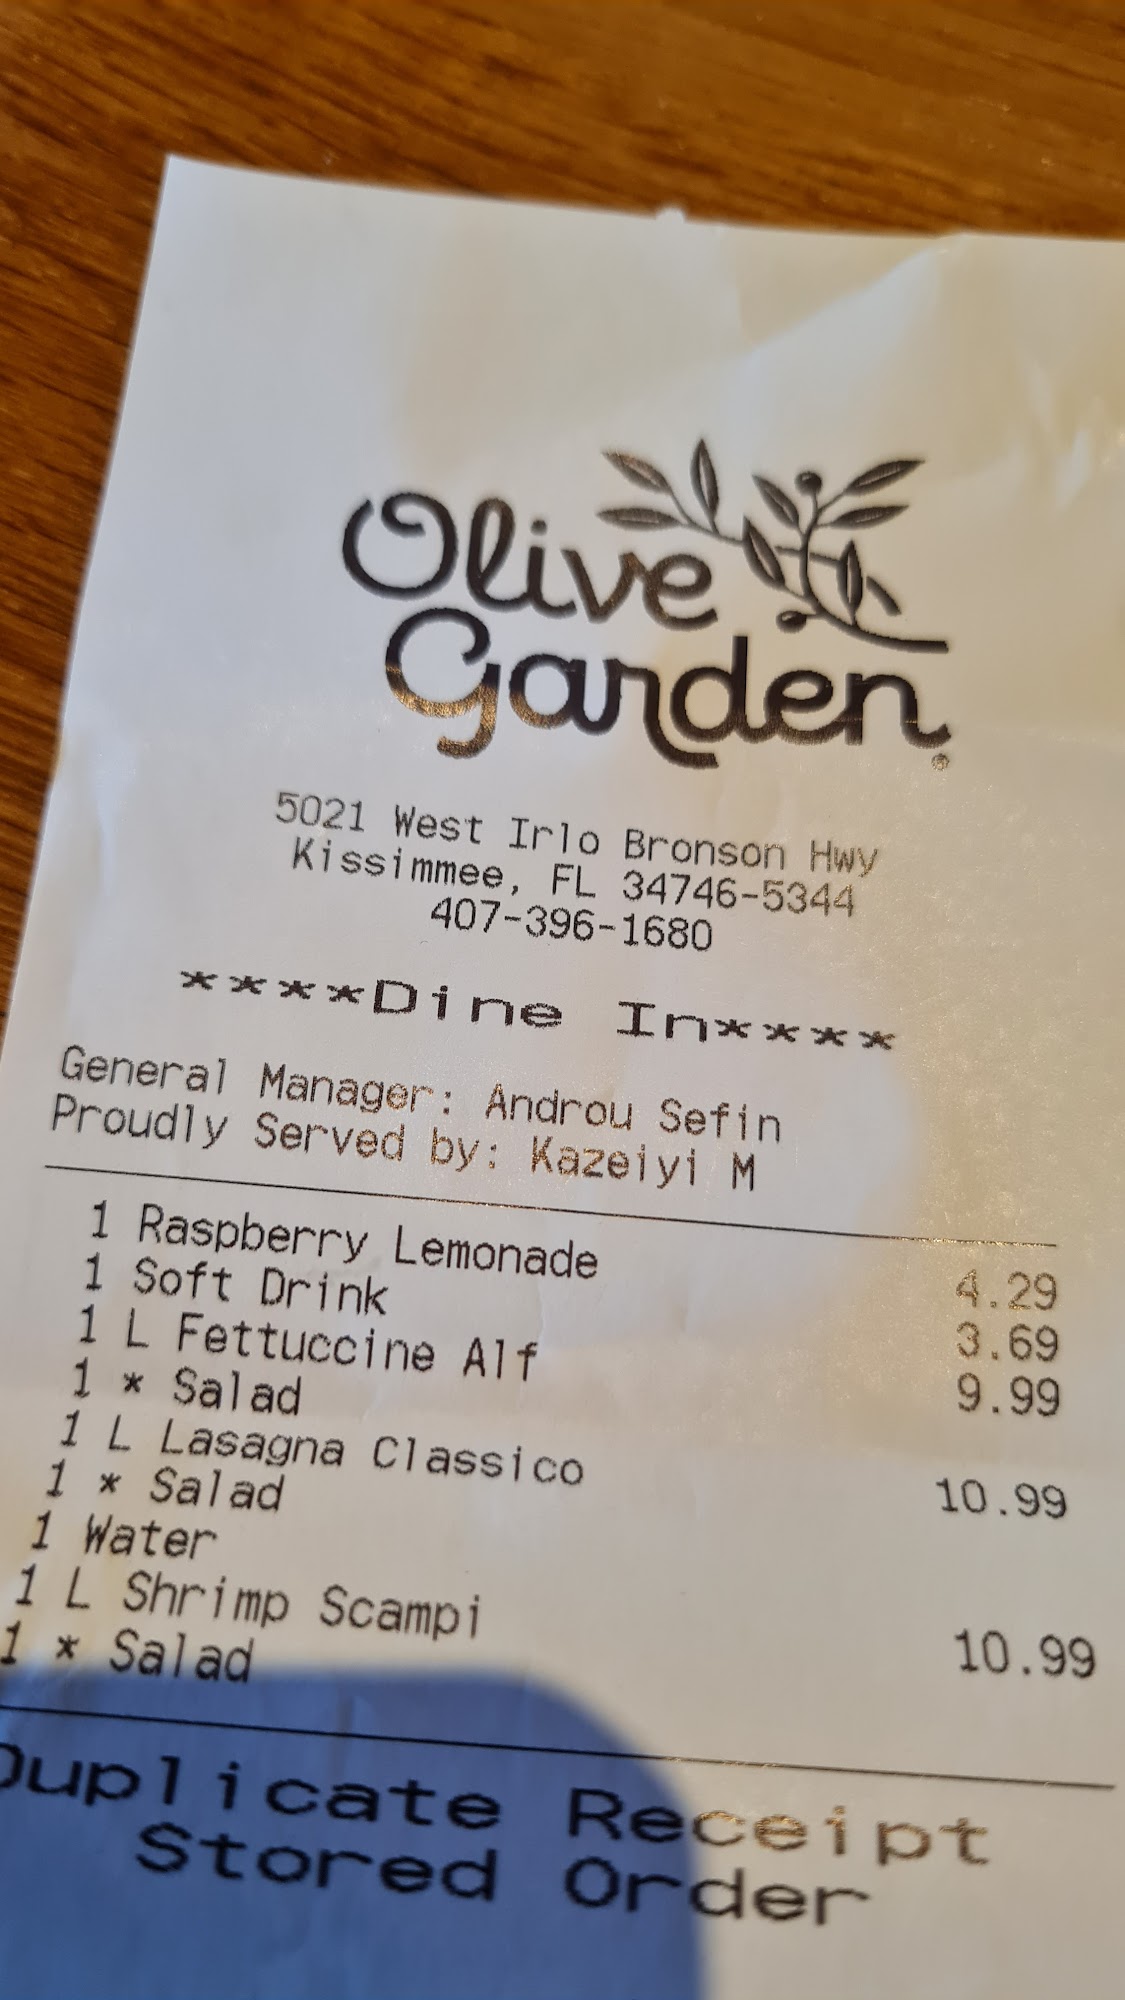 Olive
Garden®
5021 West Irlo Bronson Hwy
Kissimmee, FL 34746-5344
407-396-1680
****Dine In****
General Manager: Androu Sefin
Proudly Served by: Kazeiyi M
1 Raspberry Lemonade 4.29
1 Soft Drink 3.69
1 L Fettuccine Alf 9.99
1 * Salad
1 L Lasagna Classico 10.99
1 * Salad
1 Water
1 L Shrimp Scampi 10.99
1 * Salad
Duplicate Receipt
Stored Order